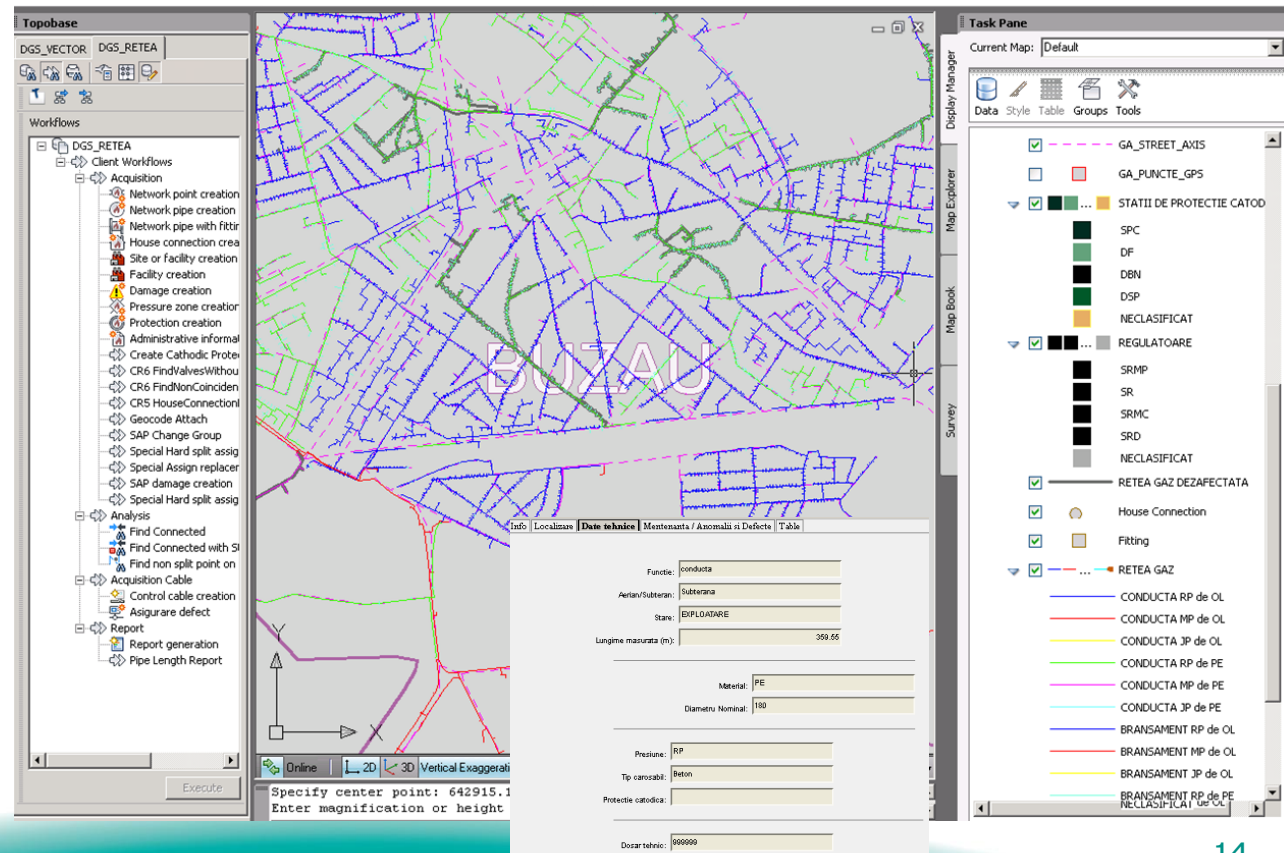 Topobase
DGS_VECTOR DGS_RETEA
Workflows
DGS_RETEA
Client Workflows
Acquisition
Network point creation
Network pipe creation
Network pipe with fittin
House connection crea
Site or facility creation
Facility creation
Damage creation
Pressure zone creation
Protection creation
Administrative informat
Create Cathodic Protec
CR6 FindValvesWithou
CR6 FindNonCoinciden
CR5 HouseConnection
Geocode Attach
SAP Change Group
Special Hard split assig
Special Assign replacer
SAP damage creation
Special Hard split assig
Analysis
Find Connected
Find Connected with S
Find non split point on
Acquisition Cable
Control cable creation
Asigurare defect
Report
Report generation
Pipe Length Report
Execute
BUZAU
Y
X
Online 2D 3D Vertical Exaggerati
Specify center point: 642915.1
Enter magnification or height
Info Localizare Date tehnice Mentenanta / Anomalii si Defecte Table
Functie: conducta
Aerian/Subteran: Subterana
Stare: EXPLOATARE
Lungime masurata (m): 359.55
Material: PE
Diametru Nominal: 180
Presiune: RP
Tip carosabil: Beton
Protectie catodica:
Dosar tehnic: 999999
Task Pane
Current Map: Default
Display Manager
Map Explorer
Map Book
Survey
Data Style Table Groups Tools
GA_STREET_AXIS
GA_PUNCTE_GPS
... STATII DE PROTECTIE CATOD
SPC
DF
DBN
DSP
NECLASIFICAT
... REGULATOARE
SRMP
SR
SRMC
SRD
NECLASIFICAT
RETEA GAZ DEZAFECTATA
House Connection
Fitting
... RETEA GAZ
CONDUCTA RP de OL
CONDUCTA MP de OL
CONDUCTA JP de OL
CONDUCTA RP de PE
CONDUCTA MP de PE
CONDUCTA JP de PE
BRANSAMENT RP de OL
BRANSAMENT MP de OL
BRANSAMENT JP de OL
BRANSAMENT RP de PE
NECLASIFICAT de OL
14